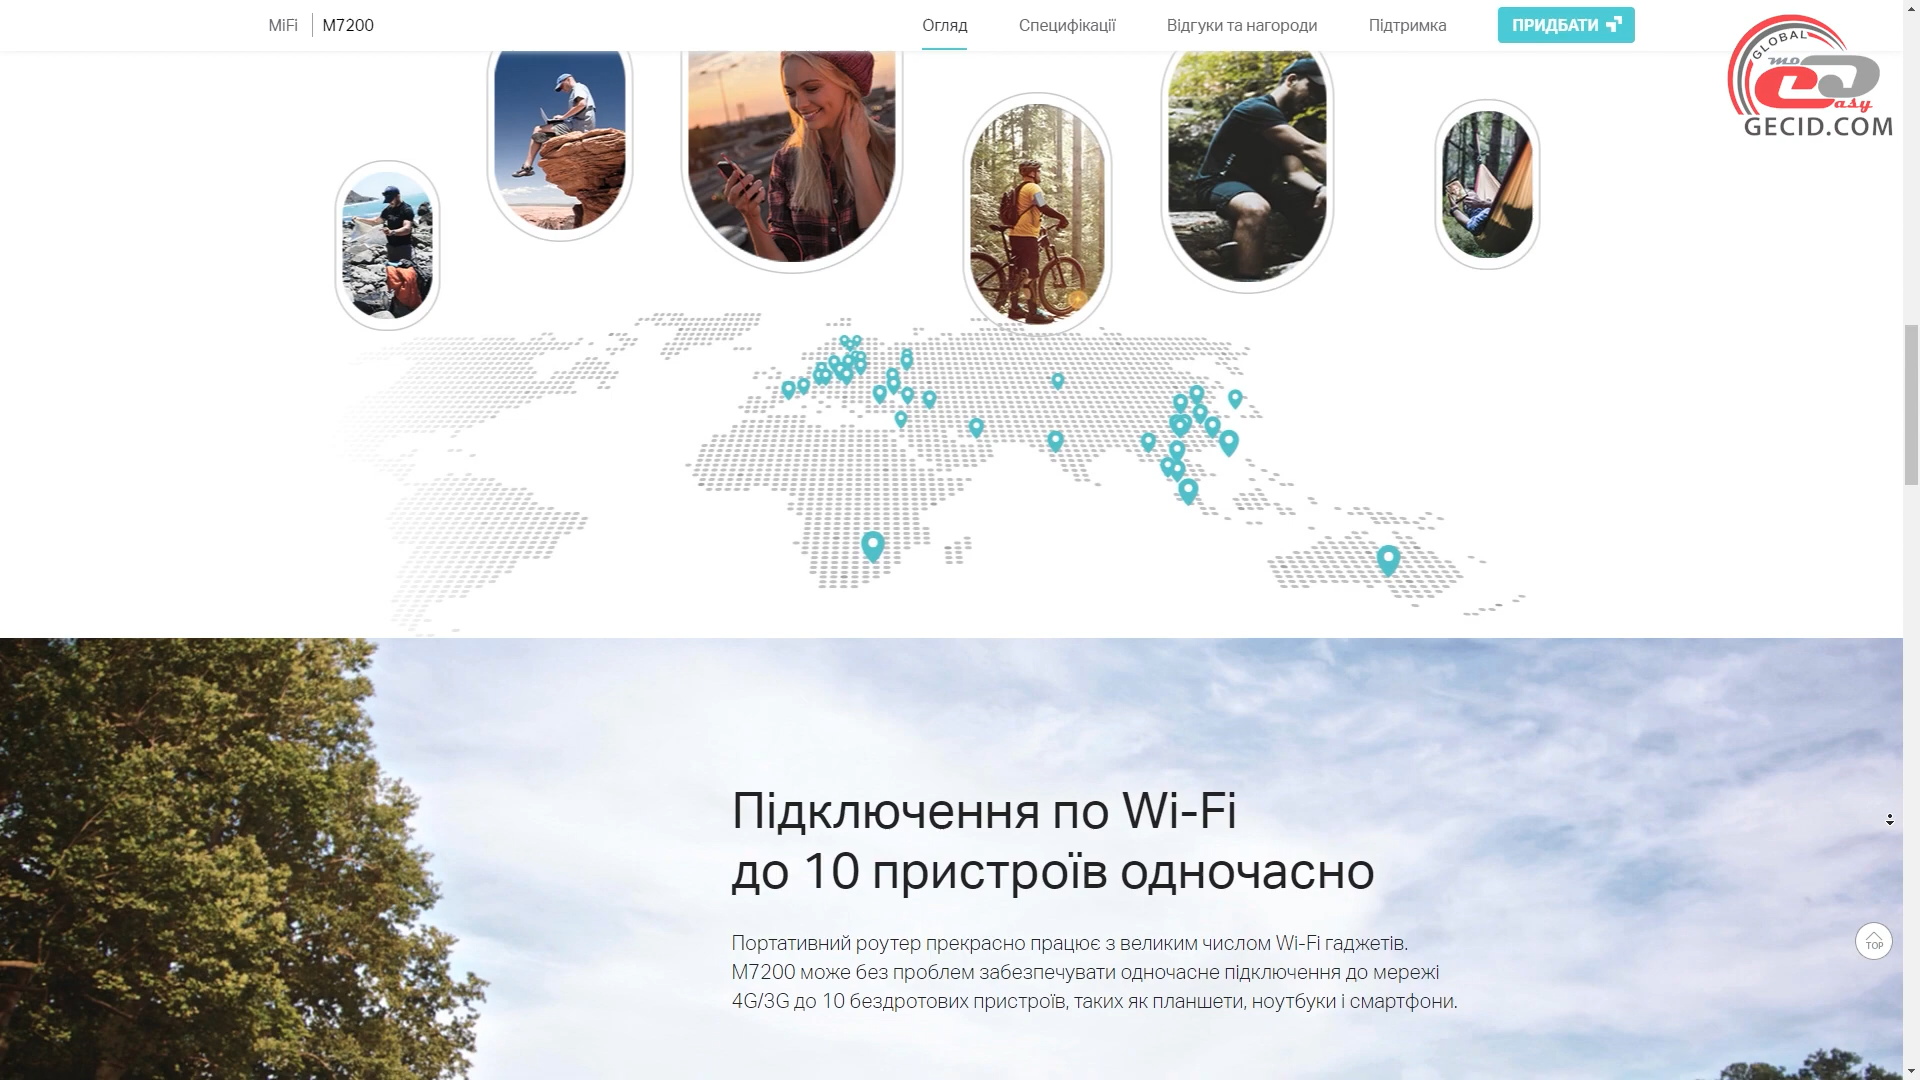 MiFi
M7200
Огляд
Специфікації
Відгуки та нагороди
Підтримка
ПРИДБАТИ
GLOBAL
mo
asy
GECID.COM
Підключення по Wi-Fi
до 10 пристроїв одночасно
Портативний роутер прекрасно працює з великим числом Wi-Fi гаджетів.
M7200 може без проблем забезпечувати одночасне підключення до мережі
4G/3G до 10 бездротових пристроїв, таких як планшети, ноутбуки і смартфони.
TOP